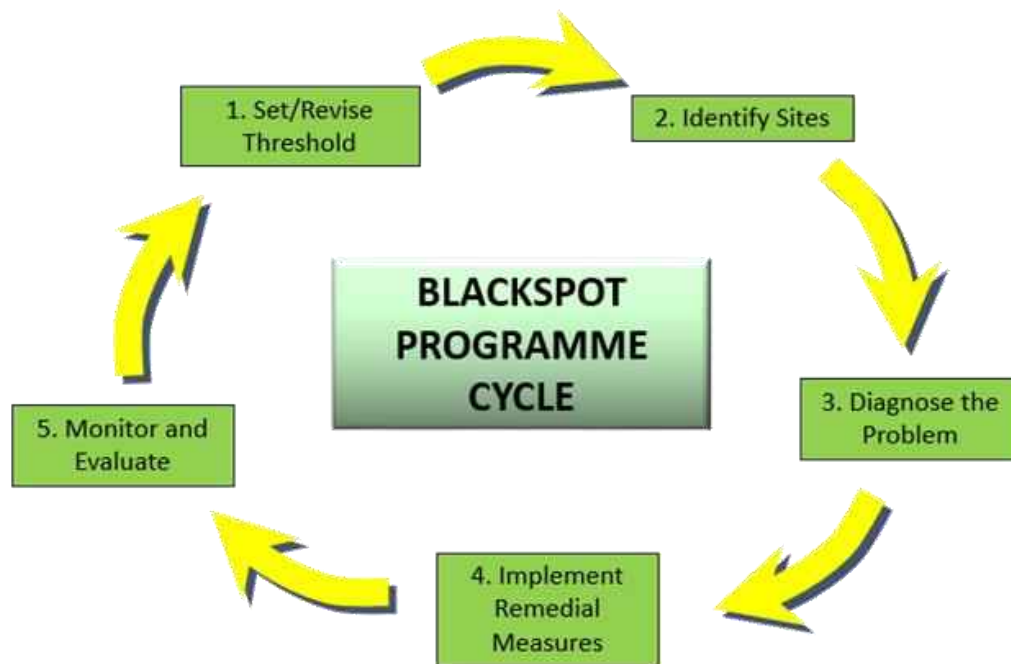 1. Set/Revise
Threshold
2. Identify Sites
BLACKSPOT
PROGRAMME
CYCLE
3. Diagnose the
Problem
4. Implement
Remedial
Measures
5. Monitor and
Evaluate